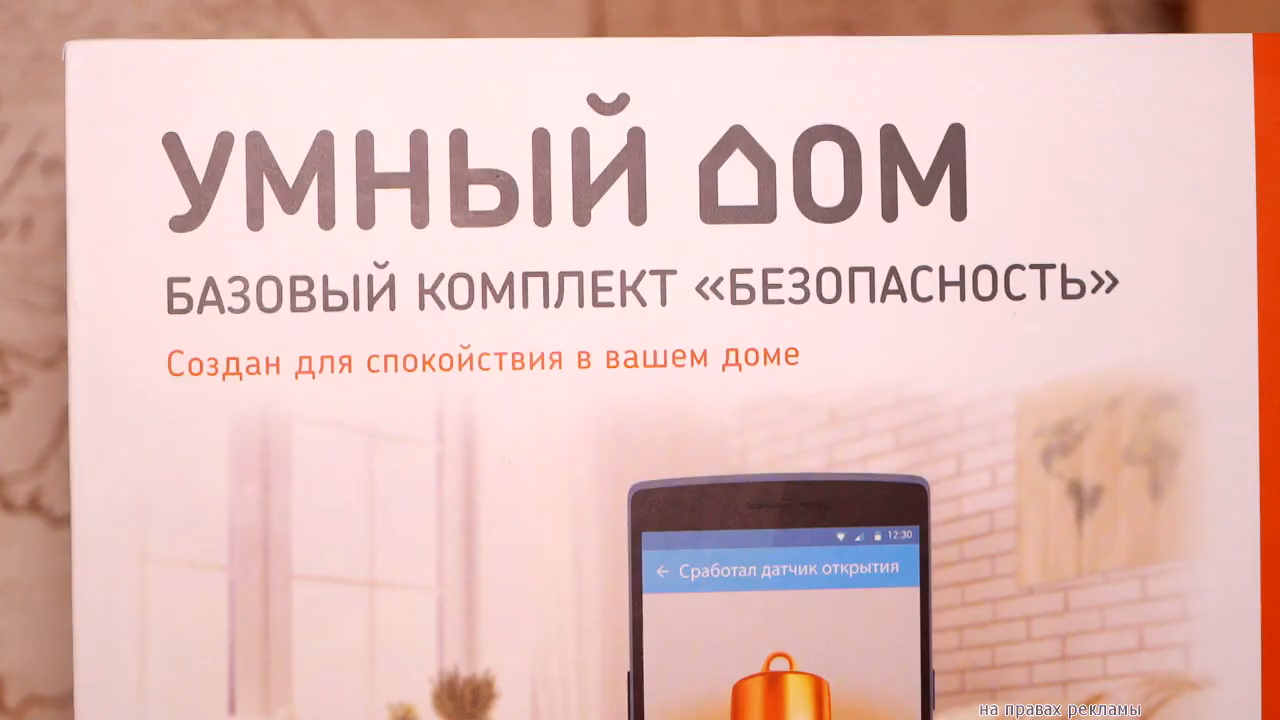 УМНЫЙ ДОМ
БАЗОВЫЙ КОМПЛЕКТ «БЕЗОПАСНОСТЬ»
Создан для спокойствия в вашем доме
12:30
← Сработал датчик открытия
на правах рекламы